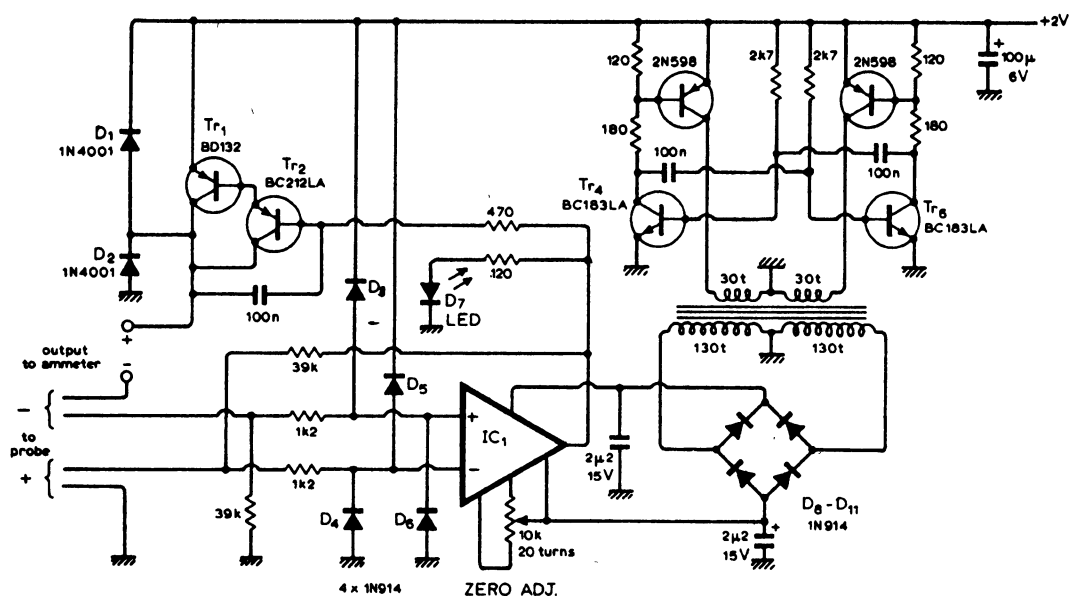 +2V
120
2N598
2k7
2k7
2N598
120
+
100µ
6V
D1
1N4001
Tr1
BD132
Tr2
BC212LA
180
100n
100n
180
Tr4
BC183LA
Tr6
BC183LA
D2
1N4001
470
120
D3
D7
LED
100n
30t
30t
130t
130t
+
output
to ammeter
-
39k
D5
-
to
probe
+
1k2
1k2
+
IC1
-
2µ2
15V
39k
D4
D6
10k
20 turns
D8-D11
1N914
2µ2
15V
+
4 x 1N914
ZERO ADJ.